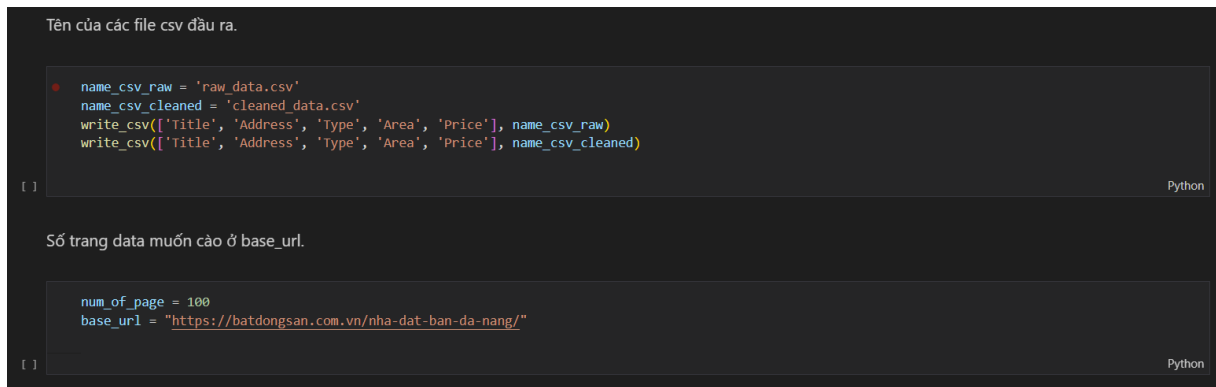 Tên của các file csv đầu ra.
name_csv_raw = 'raw_data.csv'
name_csv_cleaned = 'cleaned_data.csv'
write_csv(['Title', 'Address', 'Type', 'Area', 'Price'], name_csv_raw)
write_csv(['Title', 'Address', 'Type', 'Area', 'Price'], name_csv_cleaned)
[ ]
Python
Số trang data muốn cào ở base_url.
num_of_page = 100
base_url = "https://batdongsan.com.vn/nha-dat-ban-da-nang/"
[ ]
Python